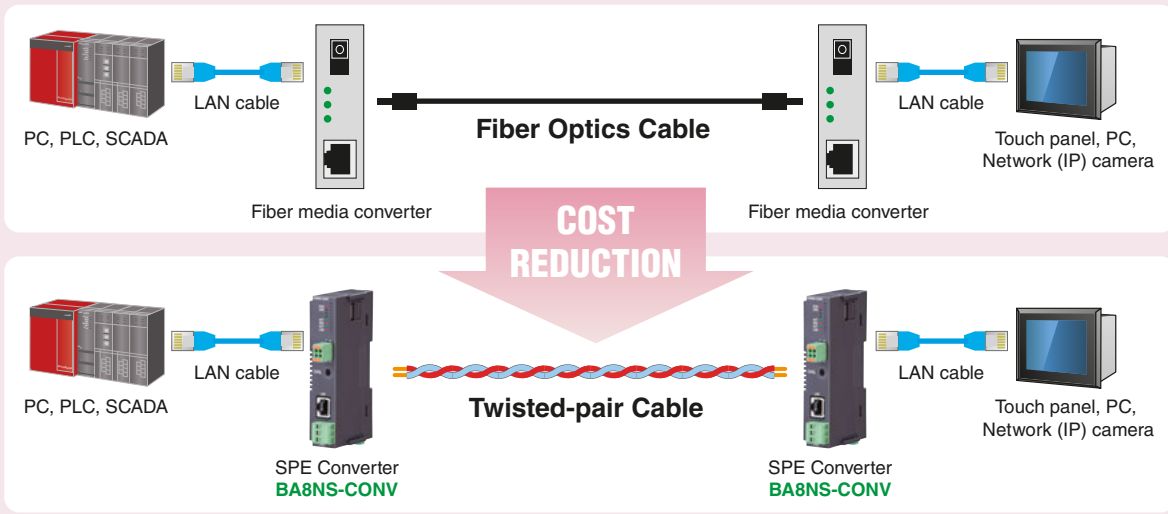 LAN cable
PC, PLC, SCADA
Fiber media converter
Fiber Optics Cable
LAN cable
Touch panel, PC,
Network (IP) camera
Fiber media converter
COST
REDUCTION
LAN cable
PC, PLC, SCADA
SPE Converter
BA8NS-CONV
Twisted-pair Cable
LAN cable
Touch panel, PC,
Network (IP) camera
SPE Converter
BA8NS-CONV